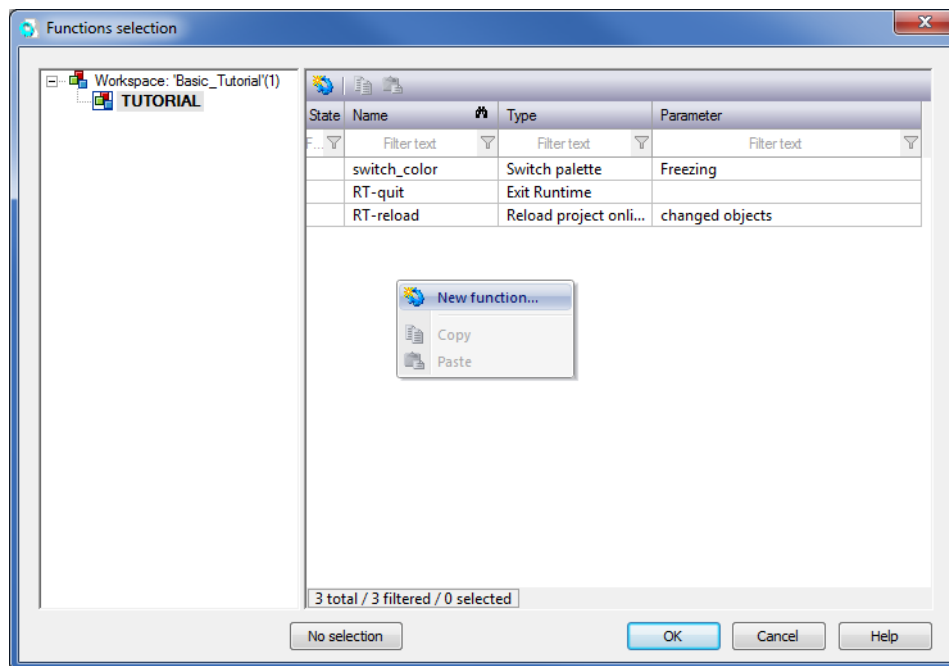 Functions selection
Workspace: 'Basic_Tutorial'(1)
TUTORIAL
State Name Type Parameter
F... Filter text Filter text Filter text
switch_color Switch palette Freezing
RT-quit Exit Runtime
RT-reload Reload project onli... changed objects
New function...
Copy
Paste
3 total / 3 filtered / 0 selected
No selection OK Cancel Help